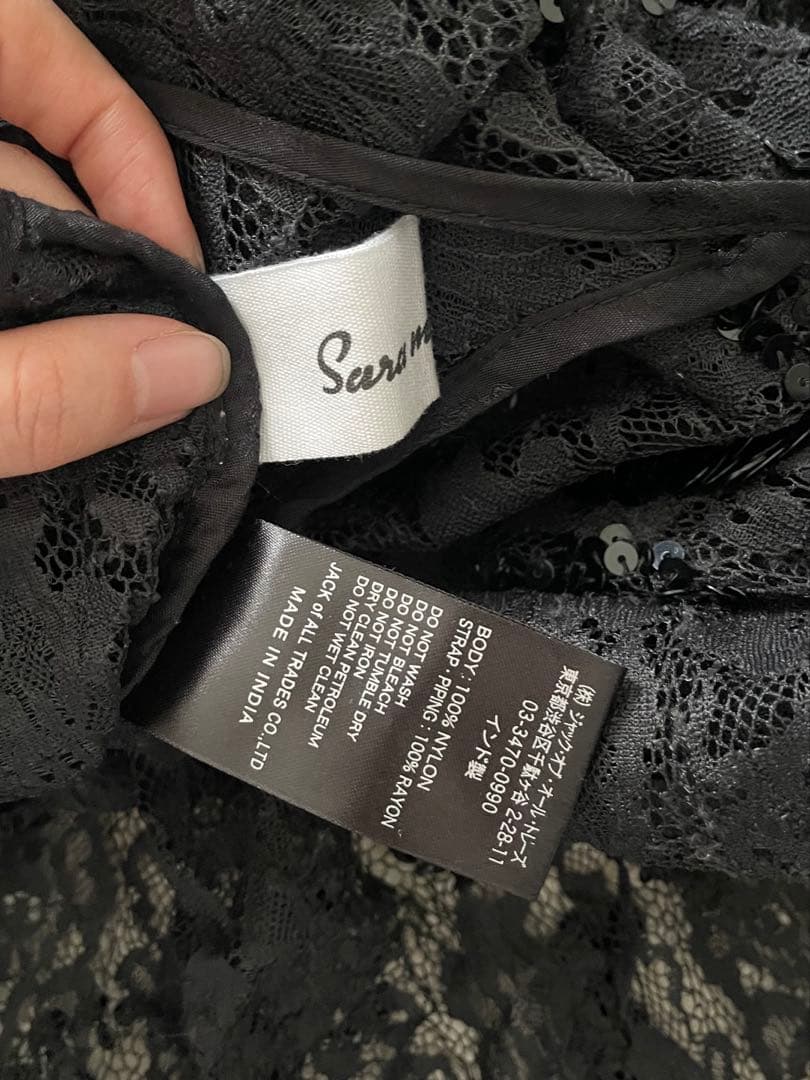 Sara m
(株)ジャック・オブ オール・トレーズ
東京都渋谷区千駄ヶ谷 2-28-11
03-3470-0990
インド製
BODY : 100% NYLON
STRAP PIPING : 100% RAYON
DO NOT WASH
DO NOT BLEACH
DO NOT TUMBLE DRY
DO NOT IRON
DRY CLEAN PETROLEUM
DO NOT WET CLEAN
JACK of ALL TRADES CO.,LTD
MADE IN INDIA